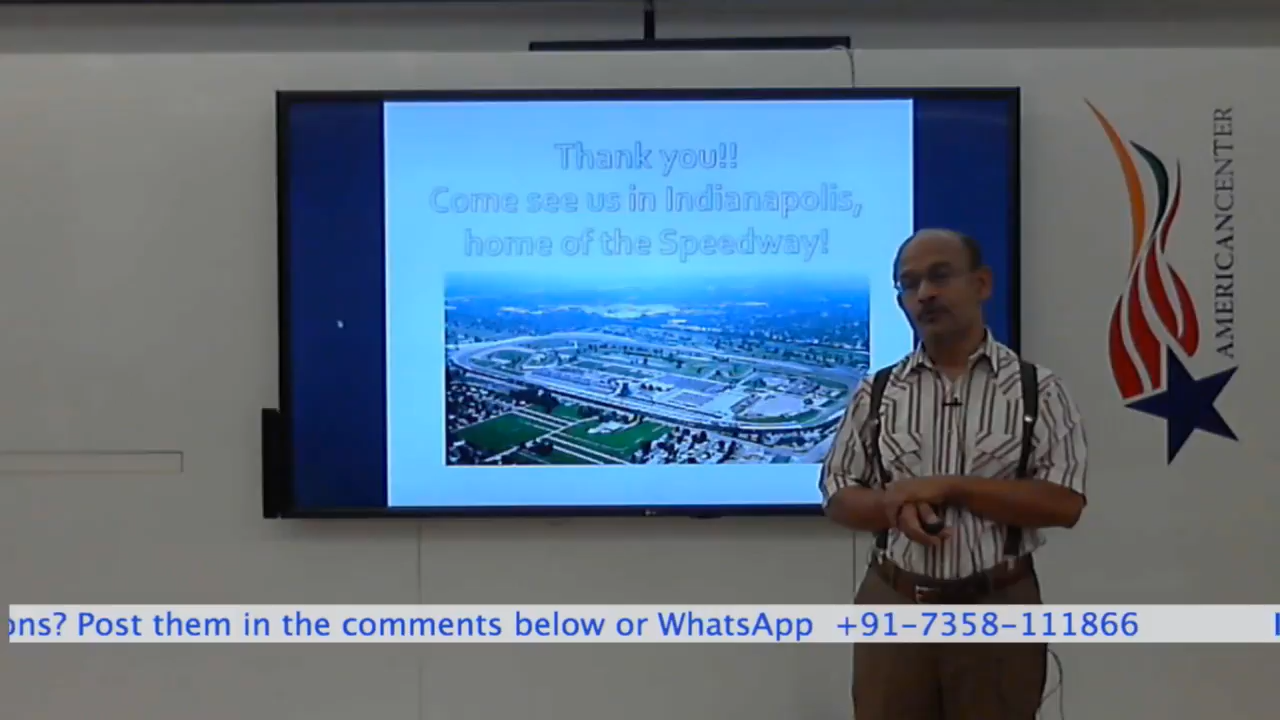 Thank you!!
Come see us in Indianapolis,
home of the Speedway!
AMERICANCENTER
ons? Post them in the comments below or WhatsApp +91-7358-111866